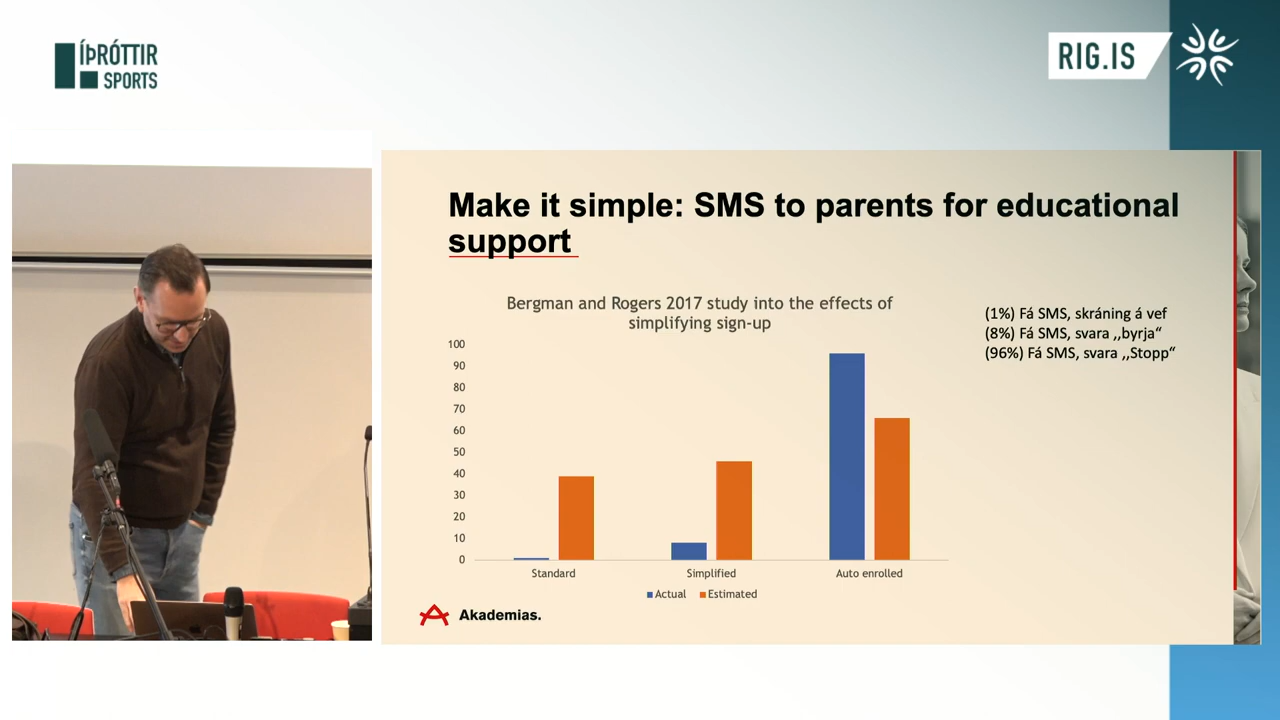 ÍÞRÓTTIR
SPORTS
RIG.IS
Make it simple: SMS to parents for educational
support
Bergman and Rogers 2017 study into the effects of
simplifying sign-up
(1%) Fá SMS, skráning á vef
(8%) Fá SMS, svara ,,byrja“
(96%) Fá SMS, svara ,,Stopp“
100
90
80
70
60
50
40
30
20
10
0
Standard
Simplified
Auto enrolled
Actual
Estimated
Akademias.